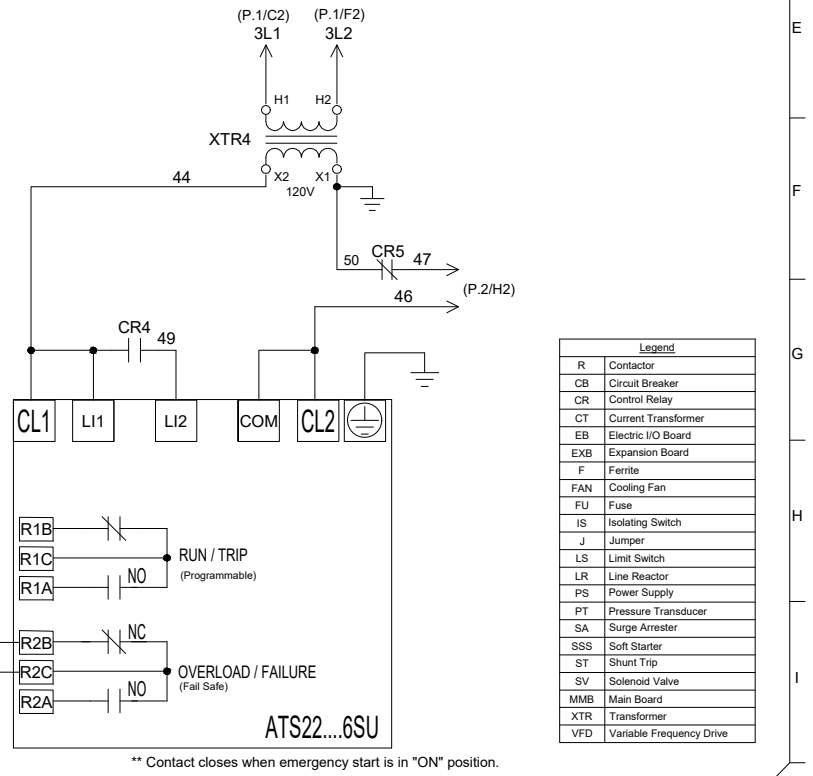 (P.1/C2) (P.1/F2)
3L1 3L2
E
H1 H2
XTR4
X2 X1
120V
44
F
50 CR5 47
46 (P.2/H2)
CR4 49
G
CL1 LI1 LI2 COM CL2
R1B
R1C RUN / TRIP
(Programmable)
R1A NO
R2B NC
R2C OVERLOAD / FAILURE
(Fail Safe)
R2A NO
ATS22....6SU
** Contact closes when emergency start is in "ON" position.
Legend
R Contactor
CB Circuit Breaker
CR Control Relay
CT Current Transformer
EB Electric I/O Board
EXB Expansion Board
F Ferrite
FAN Cooling Fan
FU Fuse
IS Isolating Switch
J Jumper
LS Limit Switch
LR Line Reactor
PS Power Supply
PT Pressure Transducer
SA Surge Arrester
SSS Soft Starter
ST Shunt Trip
SV Solenoid Valve
MMB Main Board
XTR Transformer
VFD Variable Frequency Drive
H
I